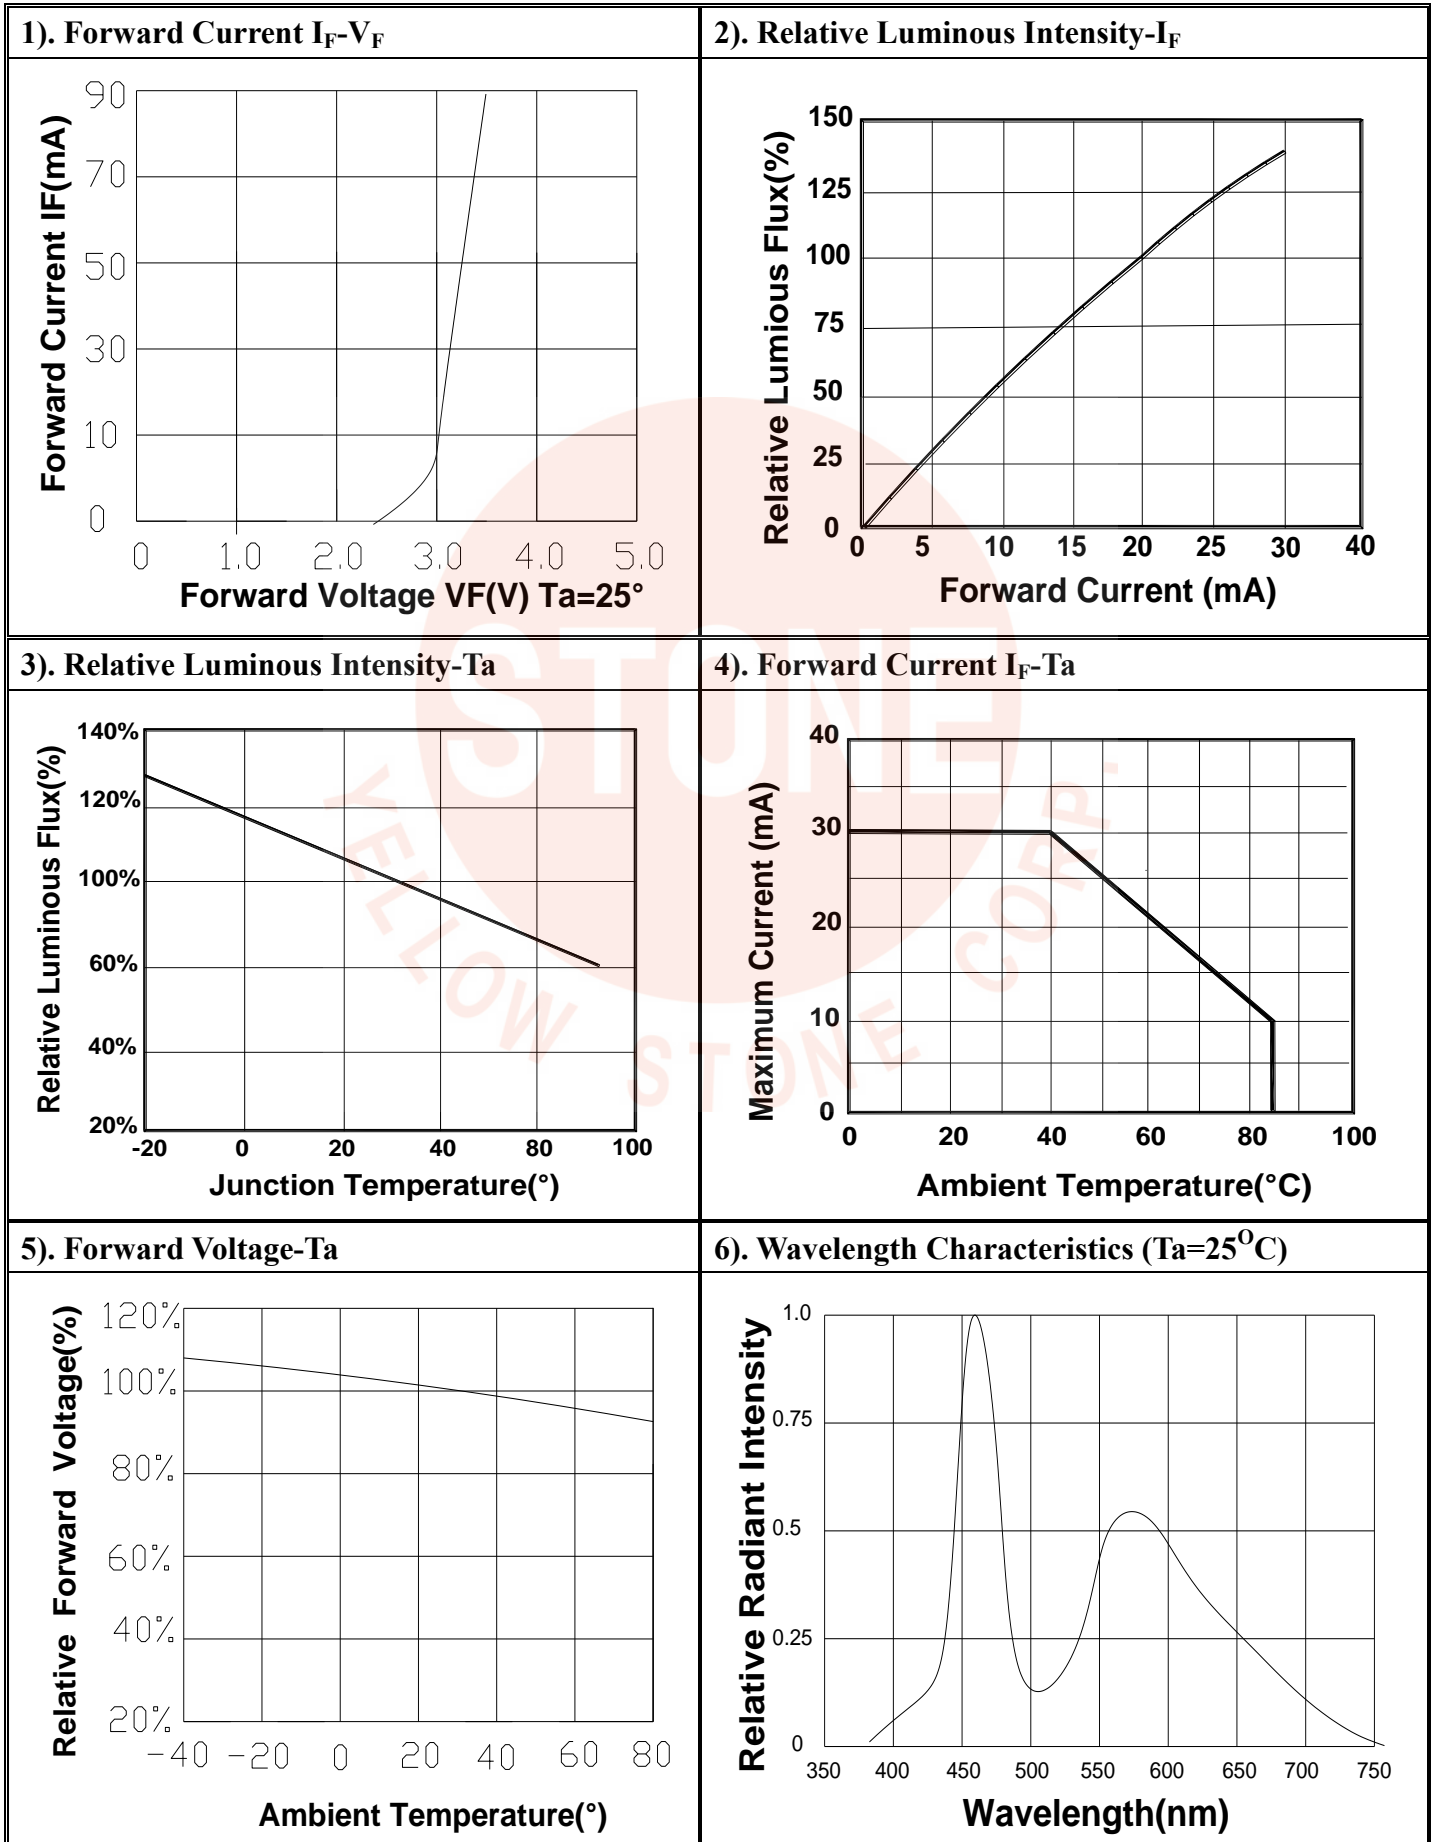 1). Forward Current IF-VF
90
70
50
30
10
0
0 1.0 2.0 3.0 4.0 5.0
Forward Current IF(mA)
Forward Voltage VF(V) Ta=25°
2). Relative Luminous Intensity-IF
150
125
100
75
50
25
0
0 5 10 15 20 25 30 40
Relative Lumious Flux(%)
Forward Current (mA)
3). Relative Luminous Intensity-Ta
140%
120%
100%
60%
40%
20%
-20 0 20 40 80 100
Relative Luminous Flux(%)
Junction Temperature(°)
4). Forward Current IF-Ta
40
30
20
10
0
0 20 40 60 80 100
Maximum Current (mA)
Ambient Temperature(°C)
5). Forward Voltage-Ta
120%
100%
80%
60%
40%
20%
-40 -20 0 20 40 60 80
Relative Forward Voltage(%)
Ambient Temperature(°)
6). Wavelength Characteristics (Ta=25OC)
1.0
0.75
0.5
0.25
0
350 400 450 500 550 600 650 700 750
Relative Radiant Intensity
Wavelength(nm)
STONE
YELLOW STONE CORP.